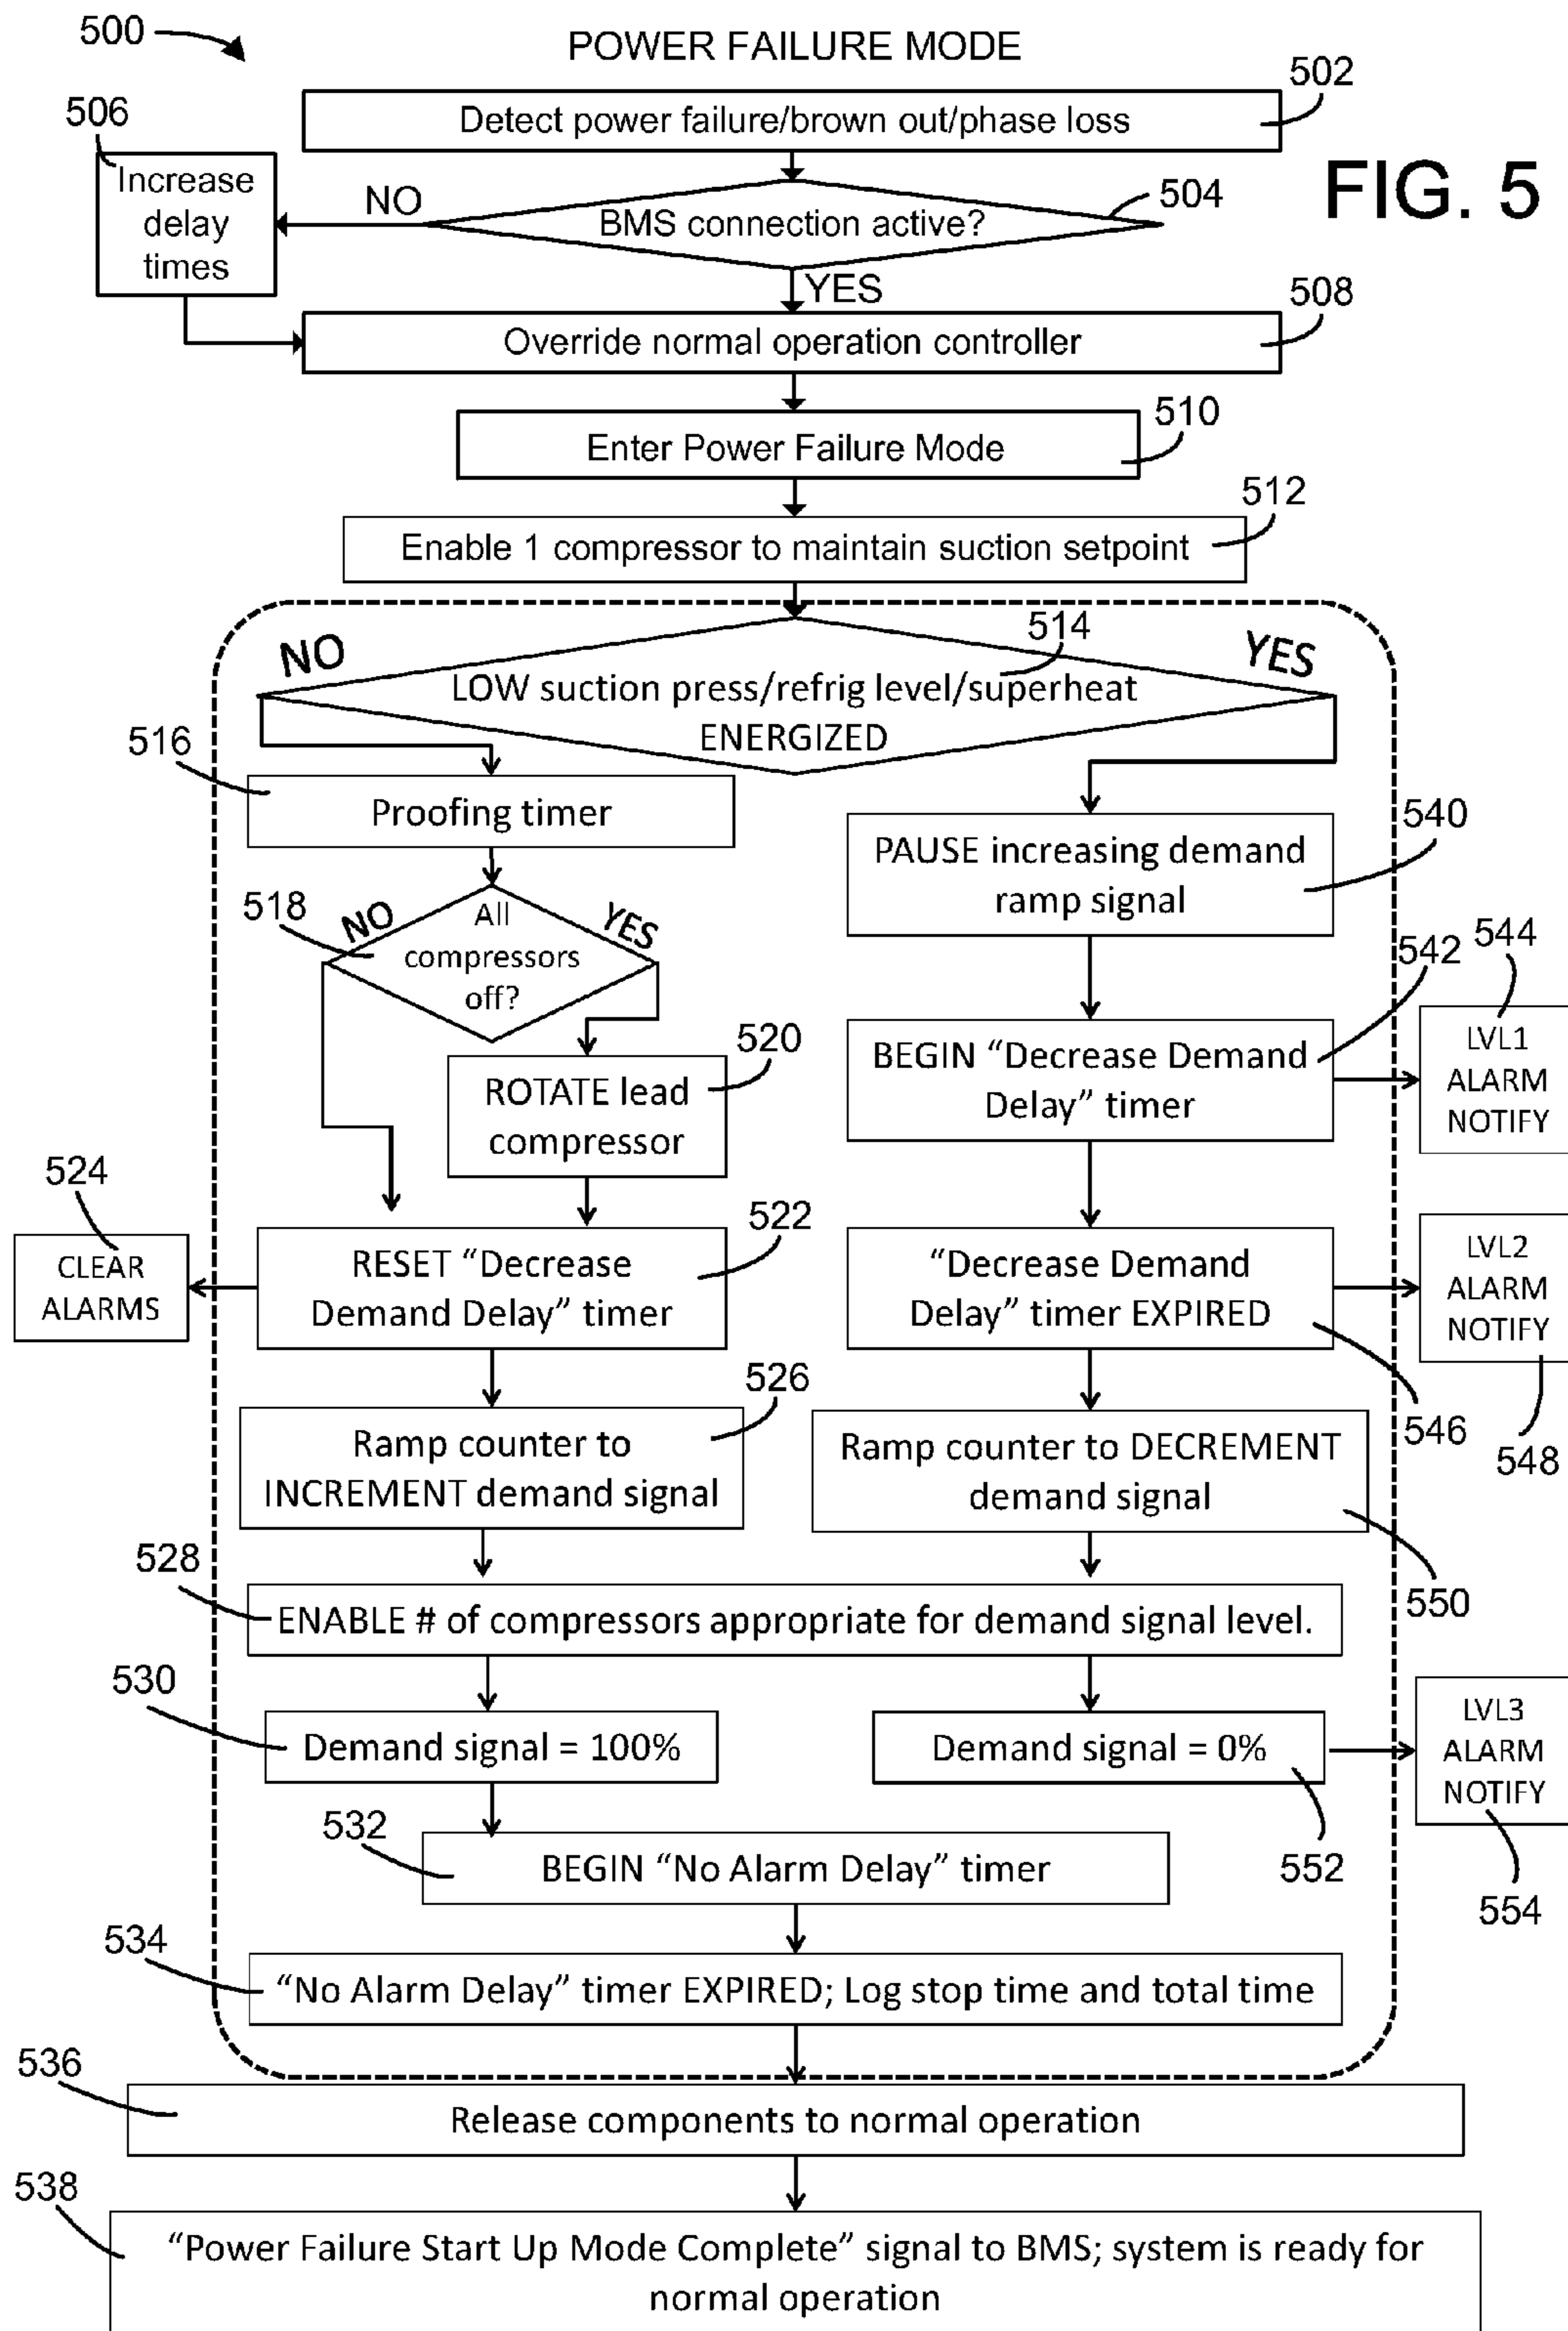 500
POWER FAILURE MODE
502
506
Detect power failure/brown out/phase loss
FIG. 5
Increase
delay
times
NO
504
BMS connection active?
YES
508
Override normal operation controller
510
Enter Power Failure Mode
512
Enable 1 compressor to maintain suction setpoint
514
NO
YES
LOW suction press/refrig level/superheat
ENERGIZED
516
Proofing timer
540
PAUSE increasing demand
ramp signal
518
NO
YES
All
compressors
off?
542
544
520
ROTATE lead
compressor
BEGIN “Decrease Demand
Delay” timer
LVL1
ALARM
NOTIFY
524
522
CLEAR
ALARMS
RESET “Decrease
Demand Delay” timer
“Decrease Demand
Delay” timer EXPIRED
LVL2
ALARM
NOTIFY
526
546
548
Ramp counter to
INCREMENT demand signal
Ramp counter to DECREMENT
demand signal
528
550
ENABLE # of compressors appropriate for demand signal level.
530
Demand signal = 100%
Demand signal = 0%
LVL3
ALARM
NOTIFY
532
552
554
BEGIN “No Alarm Delay” timer
534
“No Alarm Delay” timer EXPIRED; Log stop time and total time
536
Release components to normal operation
538
“Power Failure Start Up Mode Complete” signal to BMS; system is ready for
normal operation